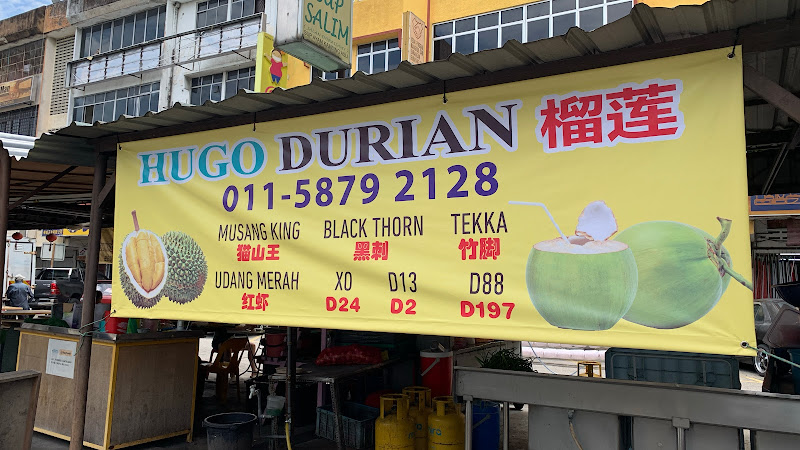 SALIM
HUGO DURIAN 榴莲
011-5879 2128
MUSANG KING BLACK THORN TEKKA
猫山王 黑刺 竹脚
UDANG MERAH XO D13 D88
红虾 D24 D2 D197